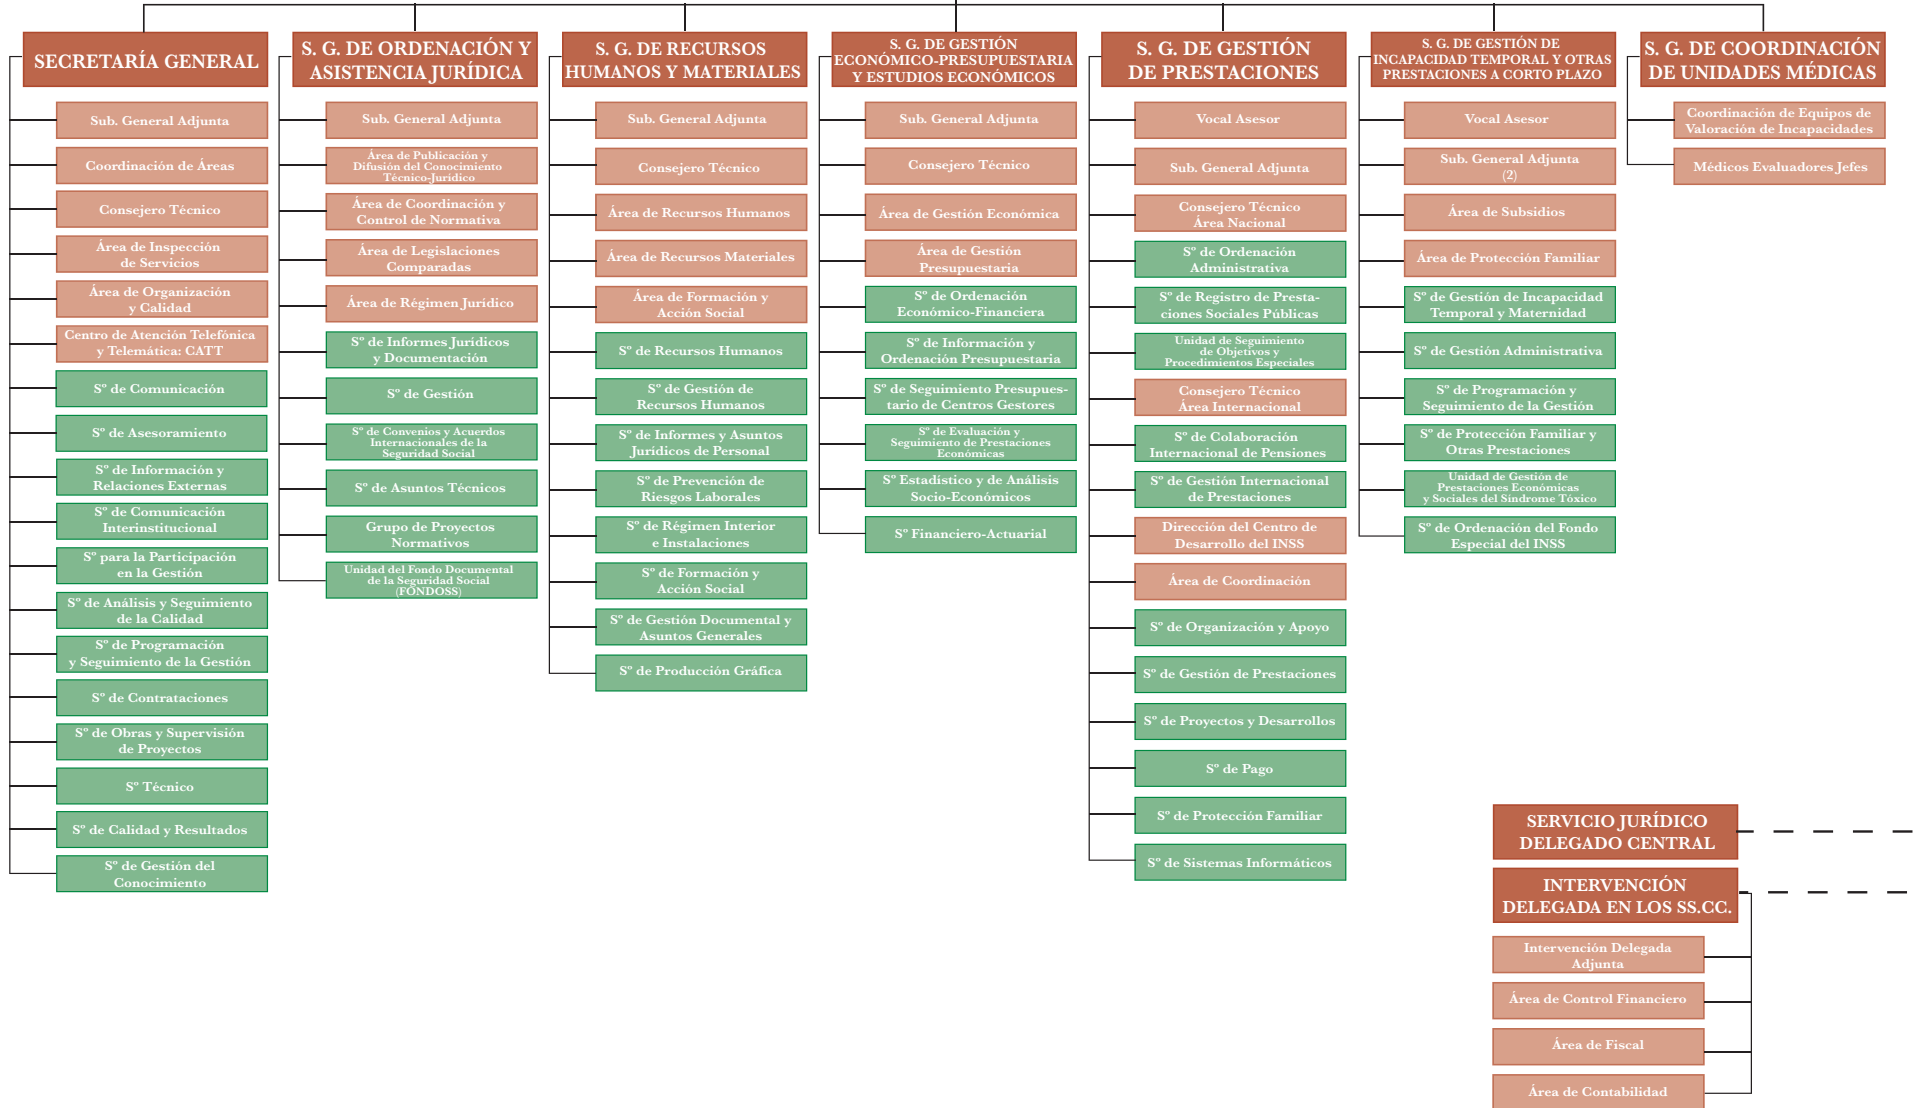 SECRETARÍA GENERAL
Sub. General Adjunta
Coordinación de Áreas
Consejero Técnico
Área de Inspección
de Servicios
Área de Organización
y Calidad
Centro de Atención Telefónica
y Telemática: CATT
Sº de Comunicación
Sº de Asesoramiento
Sº de Información y
Relaciones Externas
Sº de Comunicación
Interinstitucional
Sº para la Participación
en la Gestión
Sº de Análisis y Seguimiento
de la Calidad
Sº de Programación
y Seguimiento de la Gestión
Sº de Contrataciones
Sº de Obras y Supervisión
de Proyectos
Sº Técnico
Sº de Calidad y Resultados
Sº de Gestión del
Conocimiento
S. G. DE ORDENACIÓN Y
ASISTENCIA JURÍDICA
Sub. General Adjunta
Área de Publicación y
Difusión del Conocimiento
Técnico-Jurídico
Área de Coordinación y
Control de Normativa
Área de Legislaciones
Comparadas
Área de Régimen Jurídico
Sº de Informes Jurídicos
y Documentación
Sº de Gestión
Sº de Convenios y Acuerdos
Internacionales de la
Seguridad Social
Sº de Asuntos Técnicos
Grupo de Proyectos
Normativos
Unidad del Fondo Documental
de la Seguridad Social
(FONDOSS)
S. G. DE RECURSOS
HUMANOS Y MATERIALES
Sub. General Adjunta
Consejero Técnico
Área de Recursos Humanos
Área de Recursos Materiales
Área de Formación y
Acción Social
Sº de Recursos Humanos
Sº de Gestión de
Recursos Humanos
Sº de Informes y Asuntos
Jurídicos de Personal
Sº de Prevención de
Riesgos Laborales
Sº de Régimen Interior
e Instalaciones
Sº de Formación y
Acción Social
Sº de Gestión Documental y
Asuntos Generales
Sº de Producción Gráfica
S. G. DE GESTIÓN
ECONÓMICO-PRESUPUESTARIA
Y ESTUDIOS ECONÓMICOS
Sub. General Adjunta
Consejero Técnico
Área de Gestión Económica
Área de Gestión
Presupuestaria
Sº de Ordenación
Económico-Financiera
Sº de Información y
Ordenación Presupuestaria
Sº de Seguimiento Presupues-
tario de Centros Gestores
Sº de Evaluación y
Seguimiento de Prestaciones
Económicas
Sº Estadístico y de Análisis
Socio-Económicos
Sº Financiero-Actuarial
S. G. DE GESTIÓN
DE PRESTACIONES
Vocal Asesor
Sub. General Adjunta
Consejero Técnico
Área Nacional
Sº de Ordenación
Administrativa
Sº de Registro de Presta-
ciones Sociales Públicas
Unidad de Seguimiento
de Objetivos y
Procedimientos Especiales
Consejero Técnico
Área Internacional
Sº de Colaboración
Internacional de Pensiones
Sº de Gestión Internacional
de Prestaciones
Dirección del Centro de
Desarrollo del INSS
Área de Coordinación
Sº de Organización y Apoyo
Sº de Gestión de Prestaciones
Sº de Proyectos y Desarrollos
Sº de Pago
Sº de Protección Familiar
Sº de Sistemas Informáticos
S. G. DE GESTIÓN DE
INCAPACIDAD TEMPORAL Y OTRAS
PRESTACIONES A CORTO PLAZO
Vocal Asesor
Sub. General Adjunta
(2)
Área de Subsidios
Área de Protección Familiar
Sº de Gestión de Incapacidad
Temporal y Maternidad
Sº de Gestión Administrativa
Sº de Programación y
Seguimiento de la Gestión
Sº de Protección Familiar y
Otras Prestaciones
Unidad de Gestión de
Prestaciones Económicas
y Sociales del Síndrome Tóxico
Sº de Ordenación del Fondo
Especial del INSS
S. G. DE COORDINACIÓN
DE UNIDADES MÉDICAS
Coordinación de Equipos de
Valoración de Incapacidades
Médicos Evaluadores Jefes
SERVICIO JURÍDICO
DELEGADO CENTRAL
INTERVENCIÓN
DELEGADA EN LOS SS.CC.
Intervención Delegada
Adjunta
Área de Control Financiero
Área de Fiscal
Área de Contabilidad